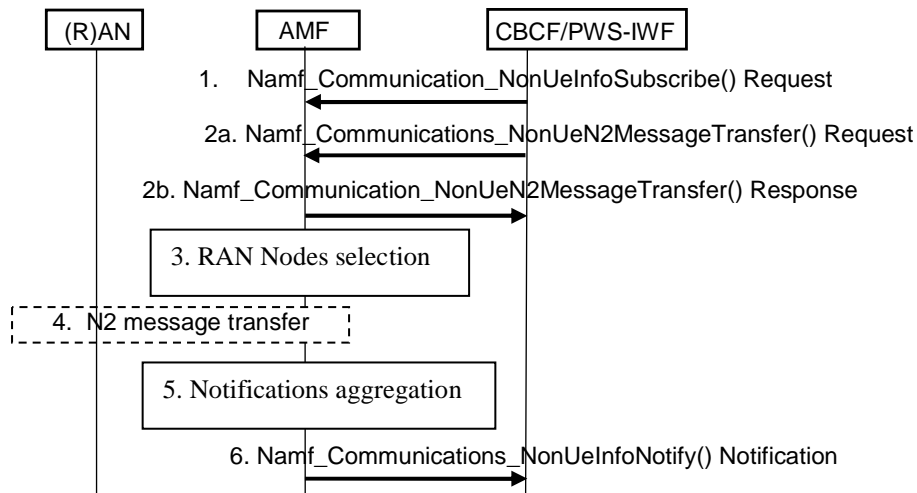 (R)AN AMF CBCF/PWS-IWF
1. Namf_Communication_NonUeInfoSubscribe() Request
2a. Namf_Communications_NonUeN2MessageTransfer() Request
2b. Namf_Communication_NonUeN2MessageTransfer() Response
3. RAN Nodes selection
4. N2 message transfer
5. Notifications aggregation
6. Namf_Communications_NonUeInfoNotify() Notification